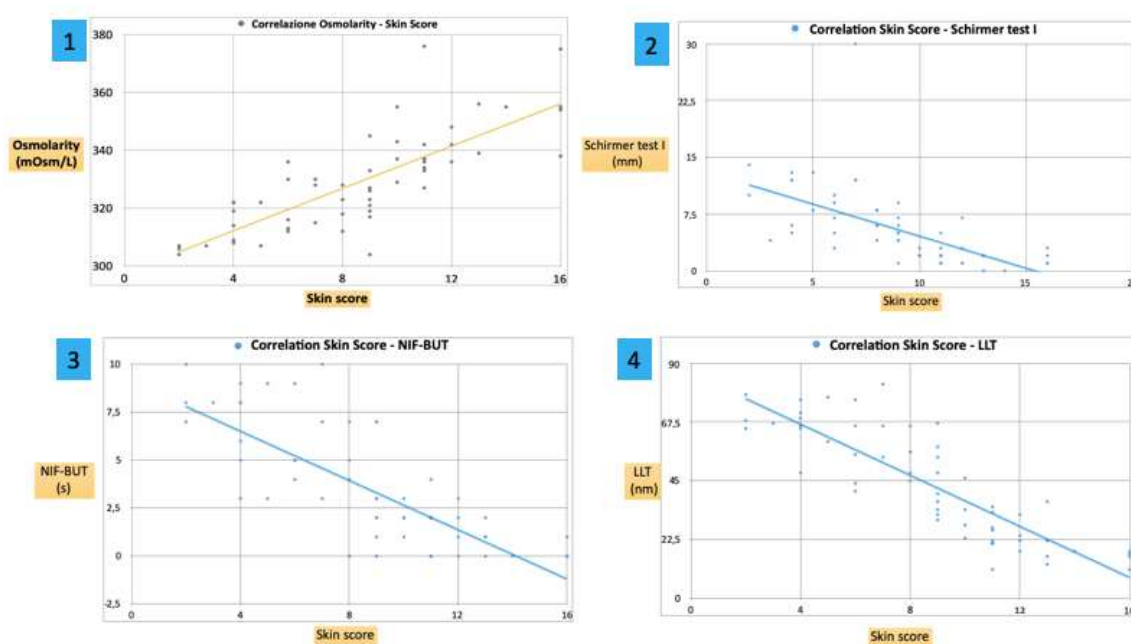 1
Correlazione Osmolarity - Skin Score
380
360
340
320
300
Osmolarity
(mOsm/L)
0
4
8
12
16
Skin score
2
Correlation Skin Score - Schirmer test I
30
22,5
15
7,5
0
Schirmer test I
(mm)
0
5
10
15
Skin score
3
Correlation Skin Score - NIF-BUT
10
7,5
5
2,5
0
-2,5
NIF-BUT
(s)
0
4
8
12
16
Skin score
4
Correlation Skin Score - LLT
90
67,5
45
22,5
0
LLT
(nm)
0
4
8
12
16
Skin score